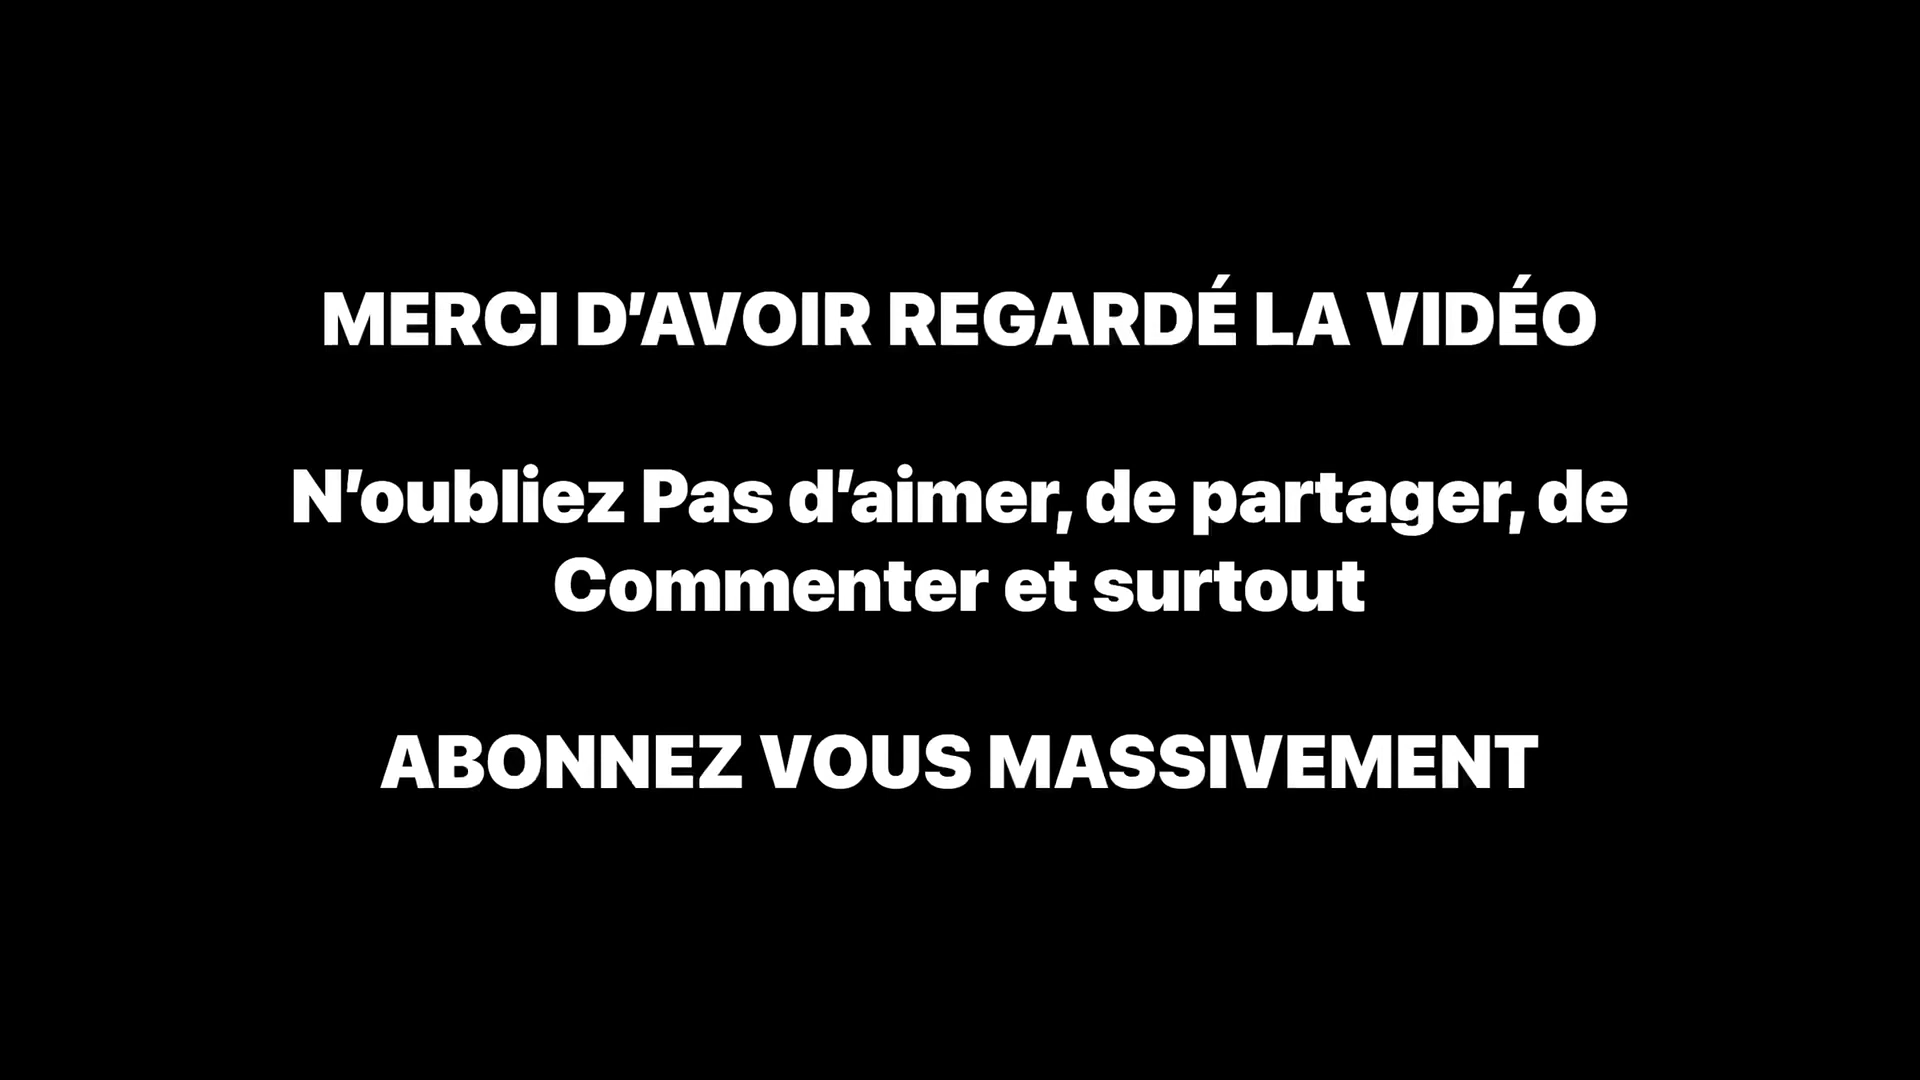 MERCI D’AVOIR REGARDÉ LA VIDÉO
N’oubliez Pas d’aimer, de partager, de
Commenter et surtout
ABONNEZ VOUS MASSIVEMENT